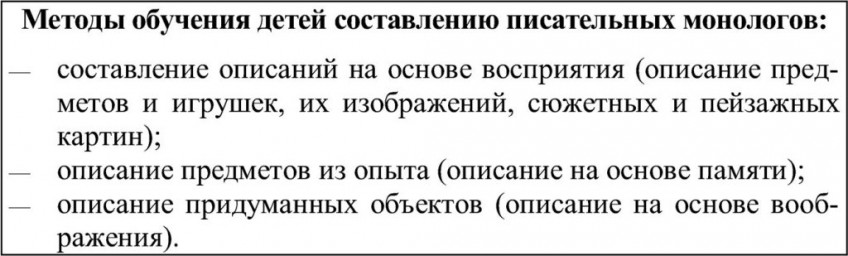 Методы обучения детей составлению писательных монологов:
— составление описаний на основе восприятия (описание пред-
метов и игрушек, их изображений, сюжетных и пейзажных
картин);
— описание предметов из опыта (описание на основе памяти);
— описание придуманных объектов (описание на основе вооб-
ражения).